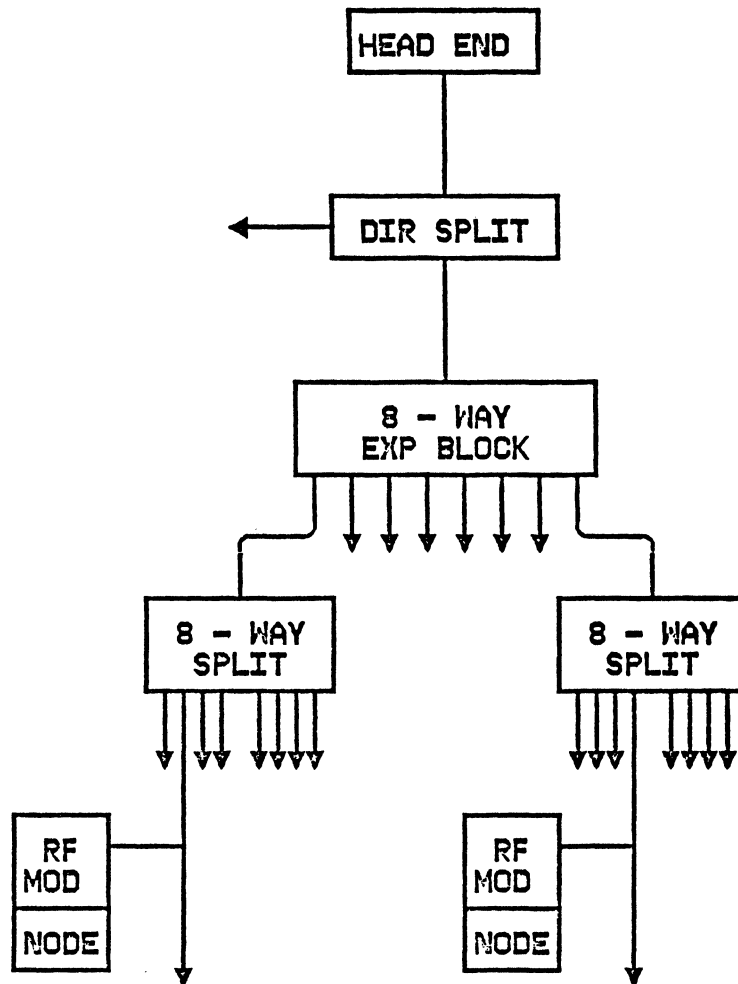 HEAD END
DIR SPLIT
8 - WAY
EXP BLOCK
8 - WAY
SPLIT
8 - WAY
SPLIT
RF
MOD
NODE
RF
MOD
NODE